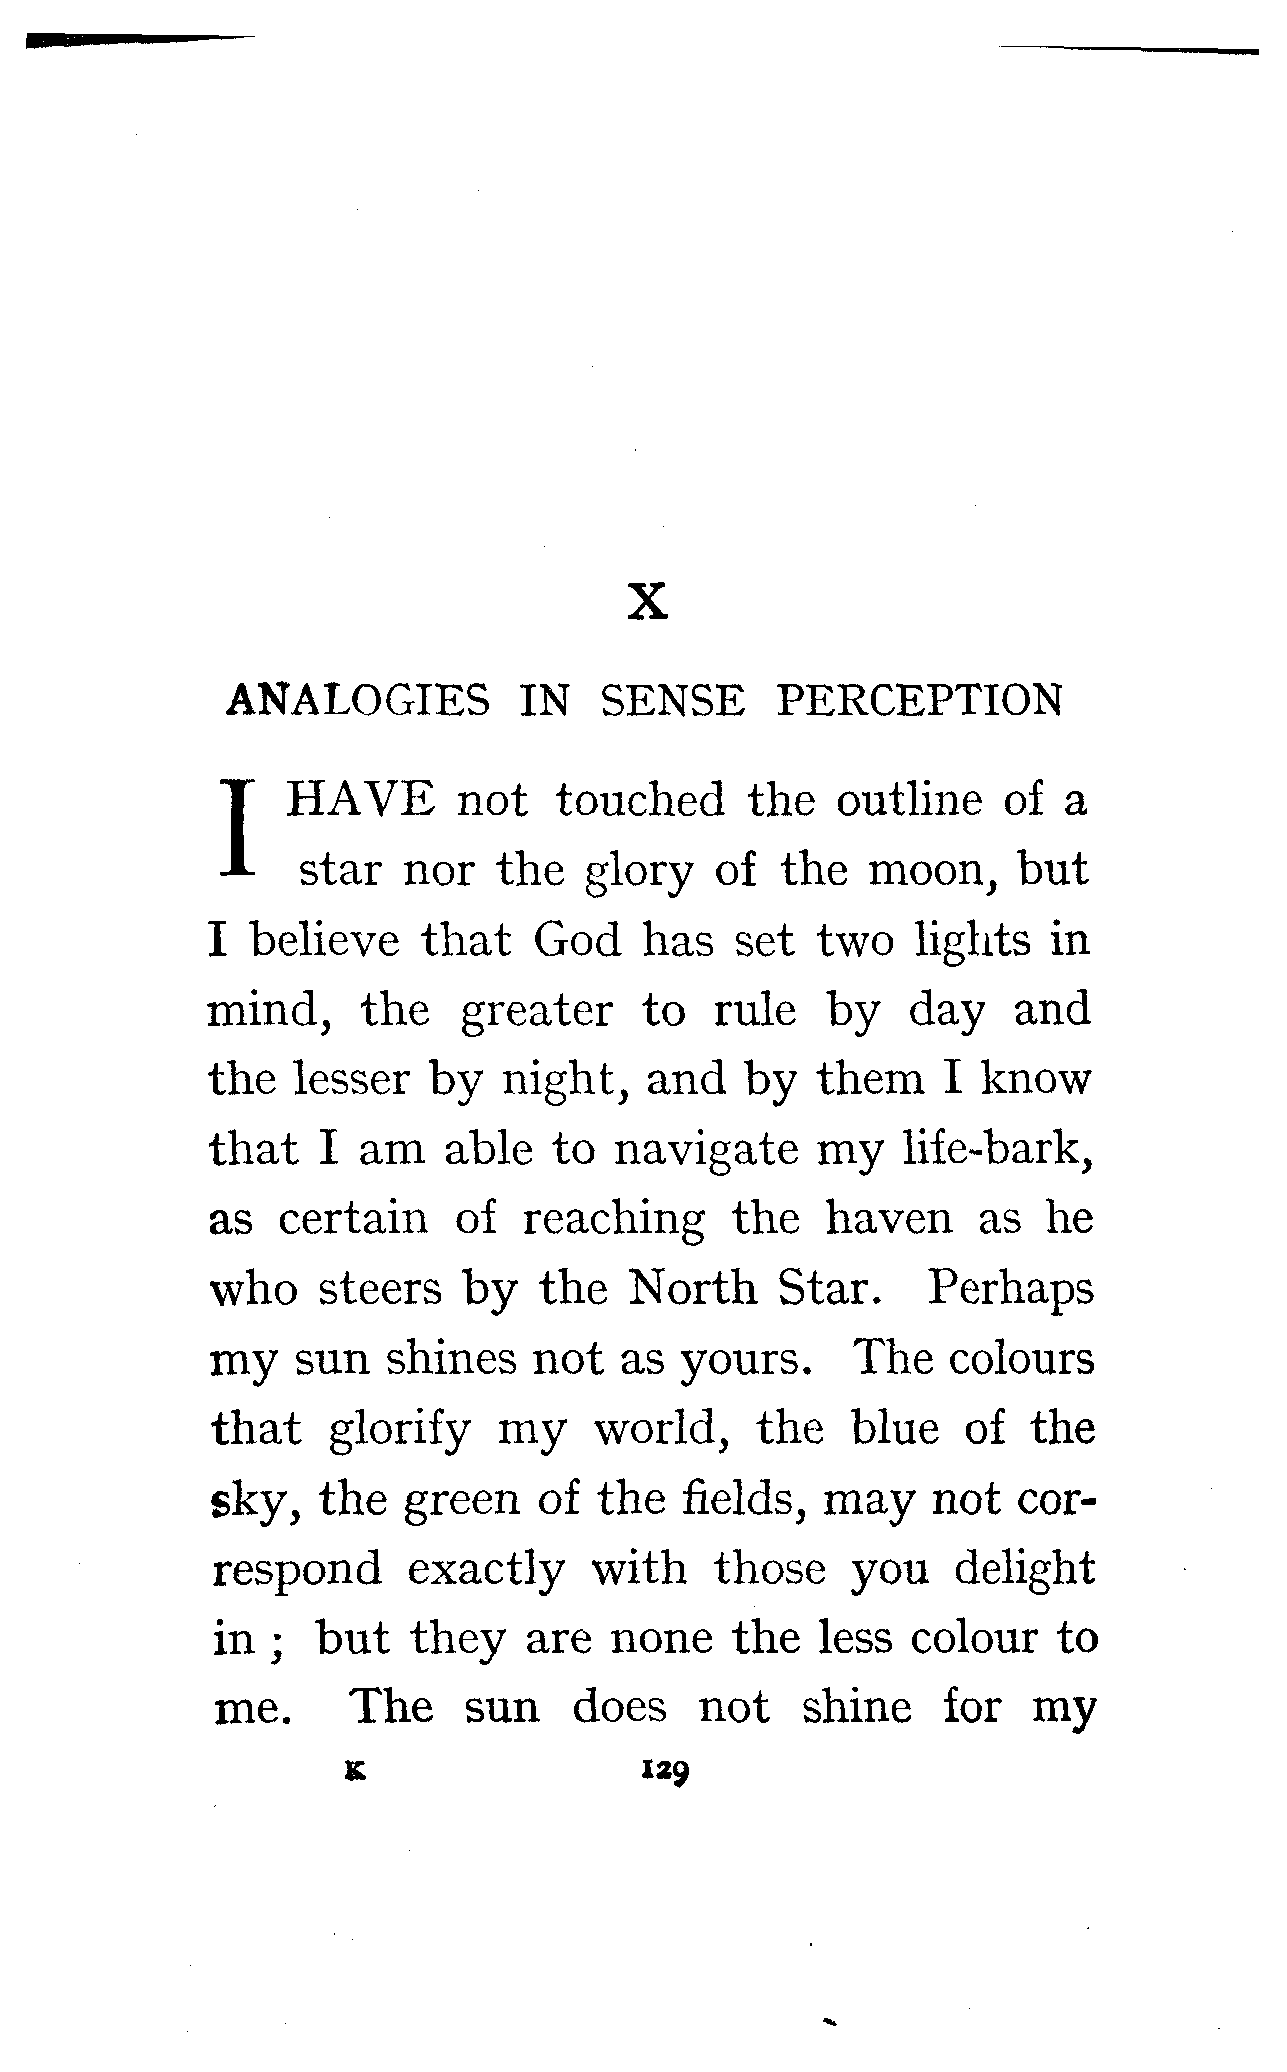 X
ANALOGIES IN SENSE PERCEPTION
I HAVE not touched the outline of a
star nor the glory of the moon, but
I believe that God has set two lights in
mind, the greater to rule by day and
the lesser by night, and by them I know
that I am able to navigate my life-bark,
as certain of reaching the haven as he
who steers by the North Star. Perhaps
my sun shines not as yours. The colours
that glorify my world, the blue of the
sky, the green of the fields, may not cor-
respond exactly with those you delight
in ; but they are none the less colour to
me. The sun does not shine for my
K 129